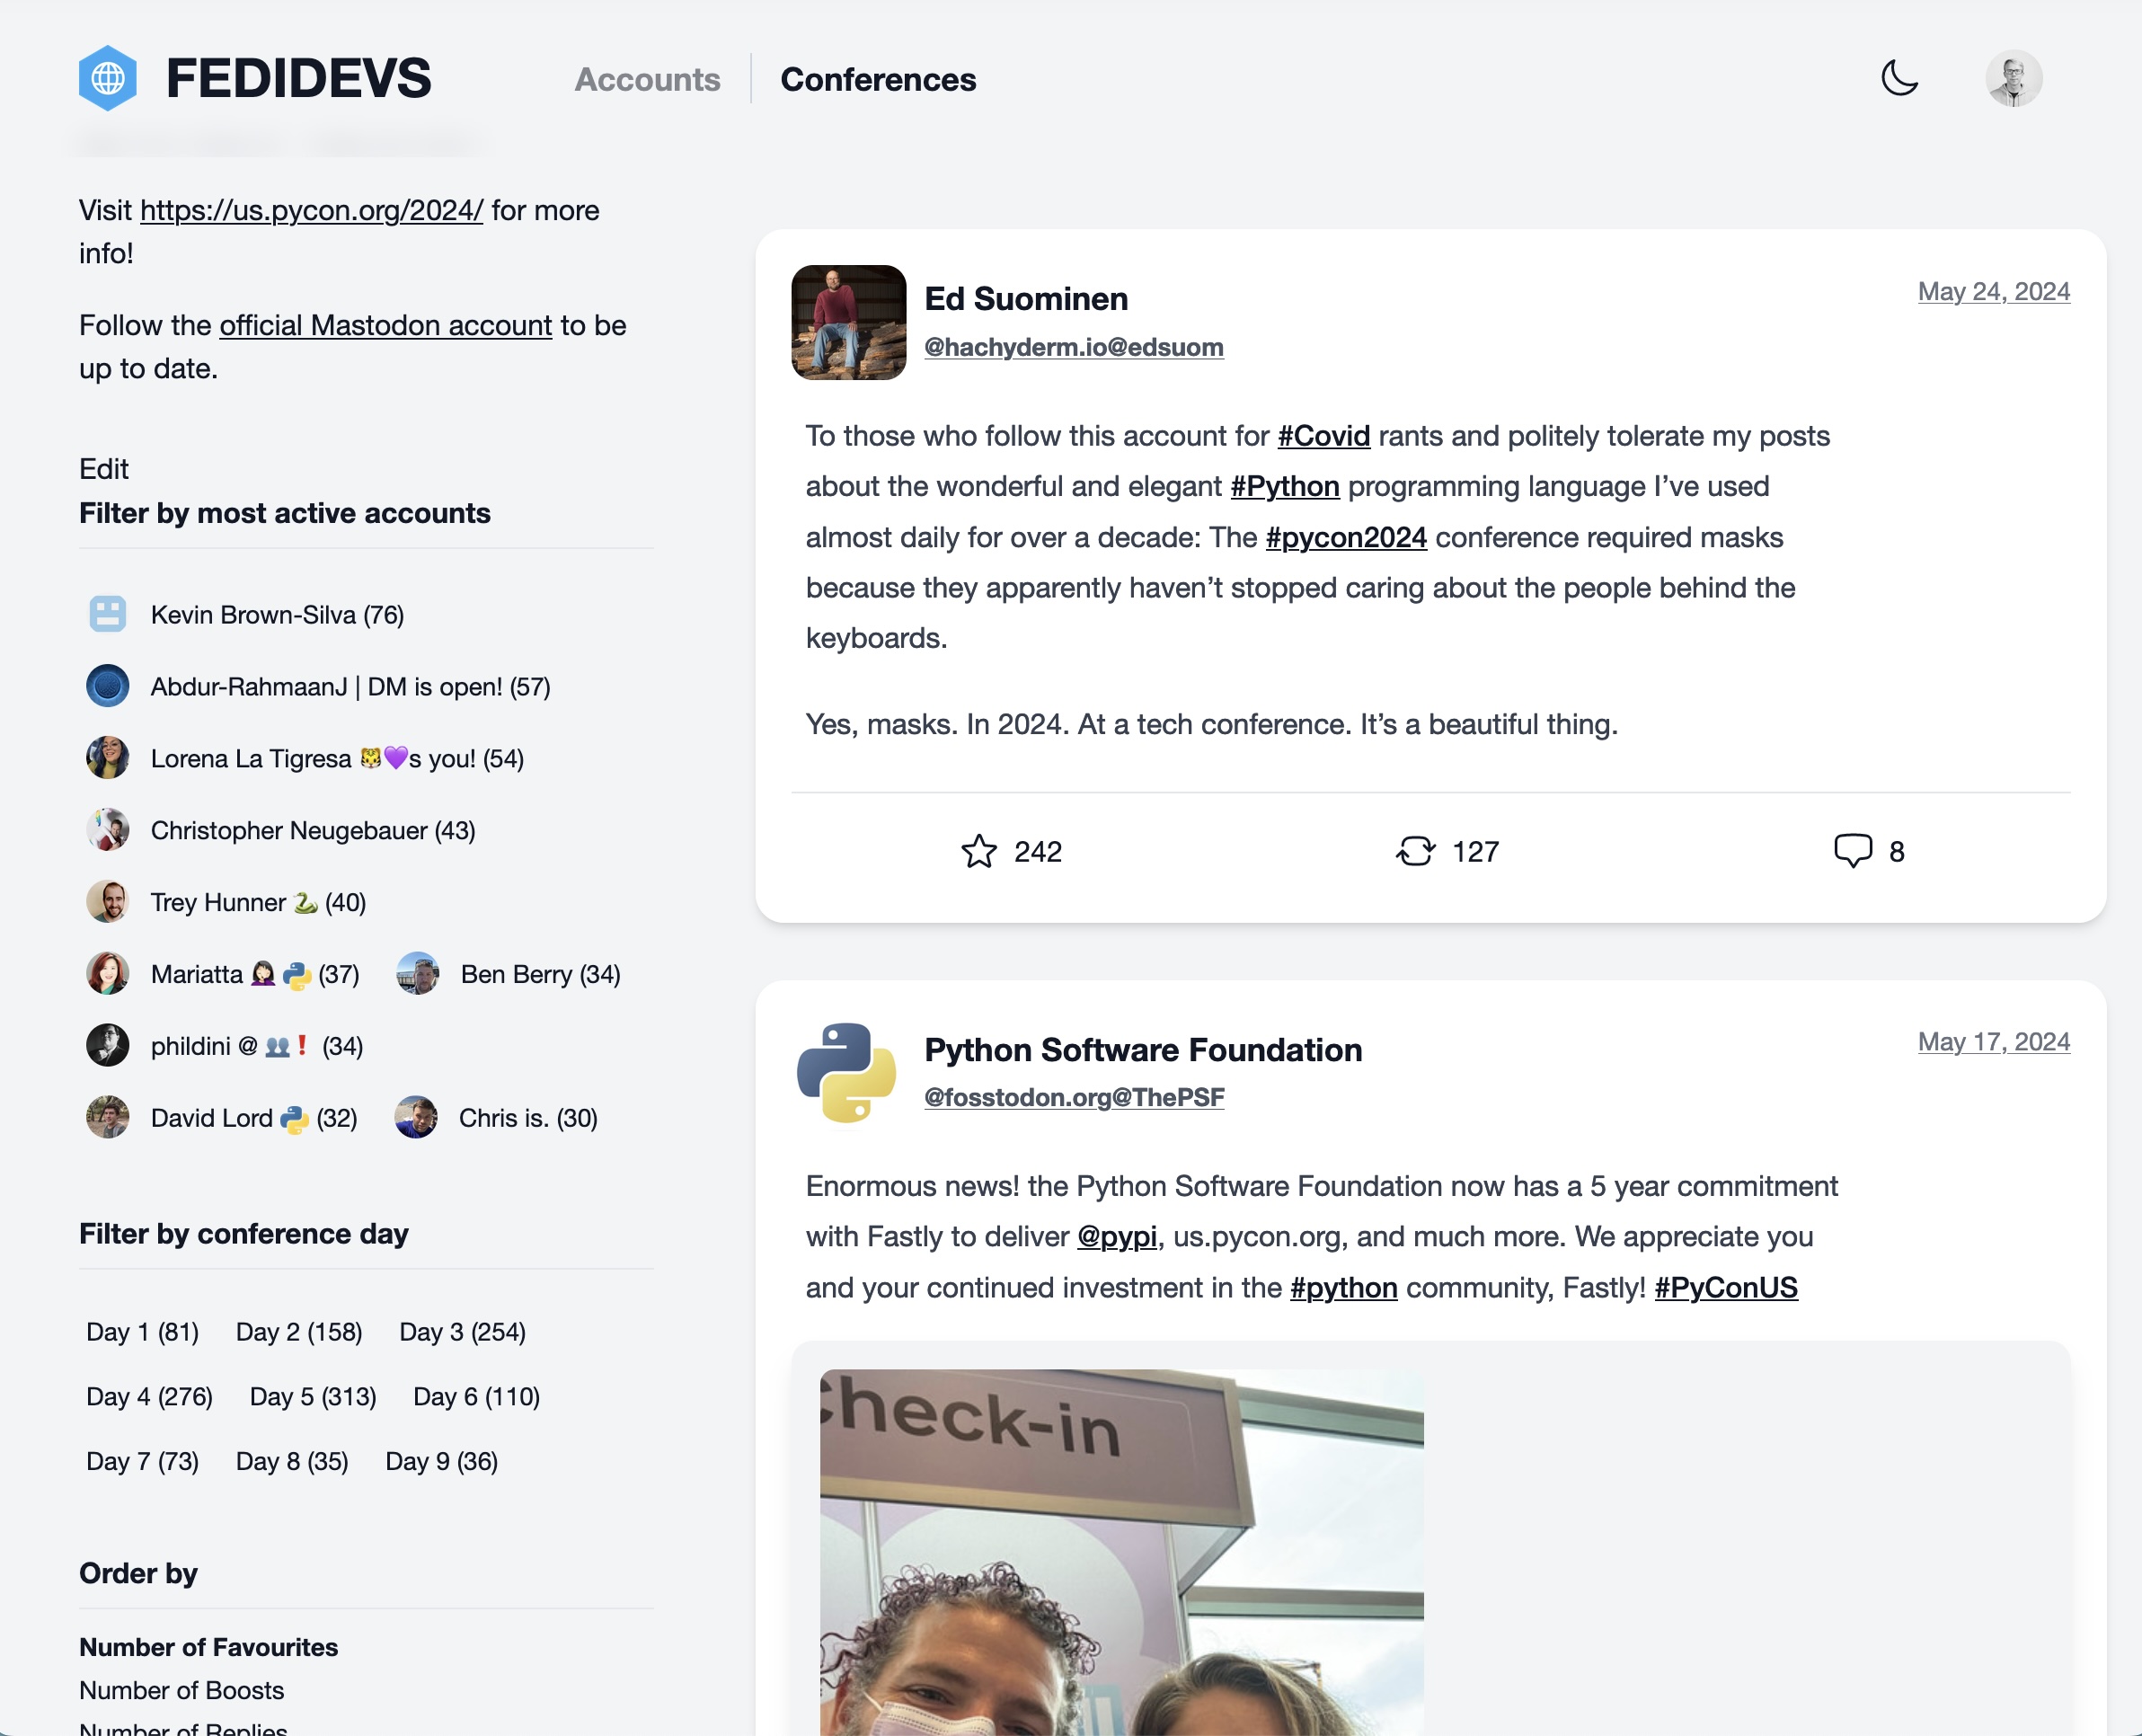 FEDIDEVS
Accounts
Conferences
Visit https://us.pycon.org/2024/ for more
info!
Follow the official Mastodon account to be
up to date.
Edit
Filter by most active accounts
Kevin Brown-Silva (76)
Abdur-RahmaanJ | DM is open! (57)
Lorena La Tigresa 🐯💜s you! (54)
Christopher Neugebauer (43)
Trey Hunner 🐍 (40)
Mariatta 🤦🏻‍♀️ (37)
Ben Berry (34)
phildini @ 👥❗ (34)
David Lord (32)
Chris is. (30)
Filter by conference day
Day 1 (81) Day 2 (158) Day 3 (254)
Day 4 (276) Day 5 (313) Day 6 (110)
Day 7 (73) Day 8 (35) Day 9 (36)
Order by
Number of Favourites
Number of Boosts
Number of Replies
Ed Suominen
May 24, 2024
@hachyderm.io@edsuom
To those who follow this account for #Covid rants and politely tolerate my posts
about the wonderful and elegant #Python programming language I’ve used
almost daily for over a decade: The #pycon2024 conference required masks
because they apparently haven’t stopped caring about the people behind the
keyboards.
Yes, masks. In 2024. At a tech conference. It’s a beautiful thing.
242
127
8
Python Software Foundation
May 17, 2024
@fosstodon.org@ThePSF
Enormous news! the Python Software Foundation now has a 5 year commitment
with Fastly to deliver @pypi, us.pycon.org, and much more. We appreciate you
and your continued investment in the #python community, Fastly! #PyConUS
Check-in